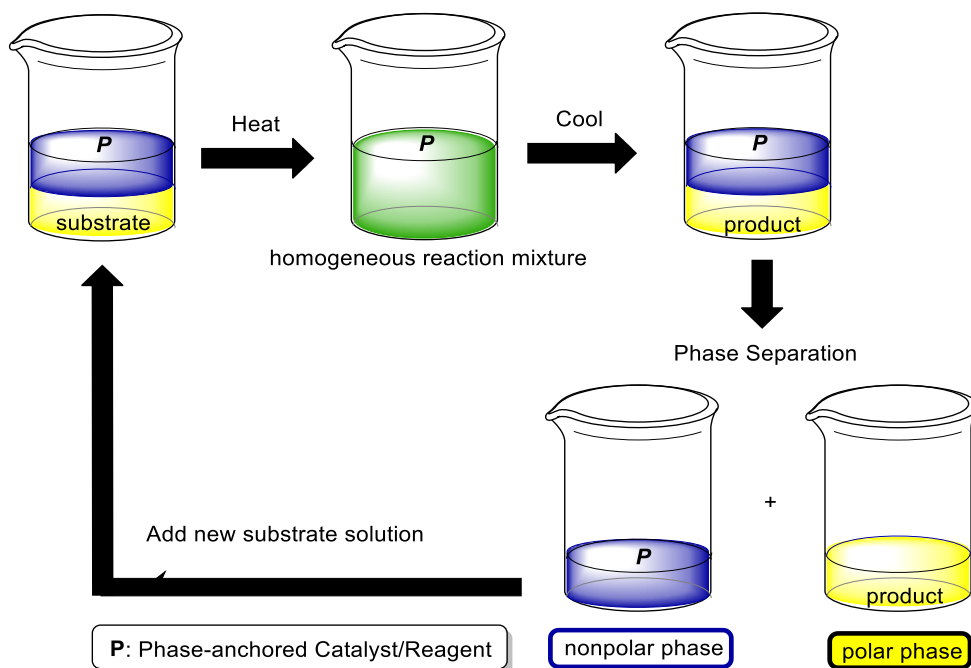 P
substrate
Heat
P
homogeneous reaction mixture
Cool
P
product
Phase Separation
P
+
product
Add new substrate solution
P: Phase-anchored Catalyst/Reagent
nonpolar phase
polar phase